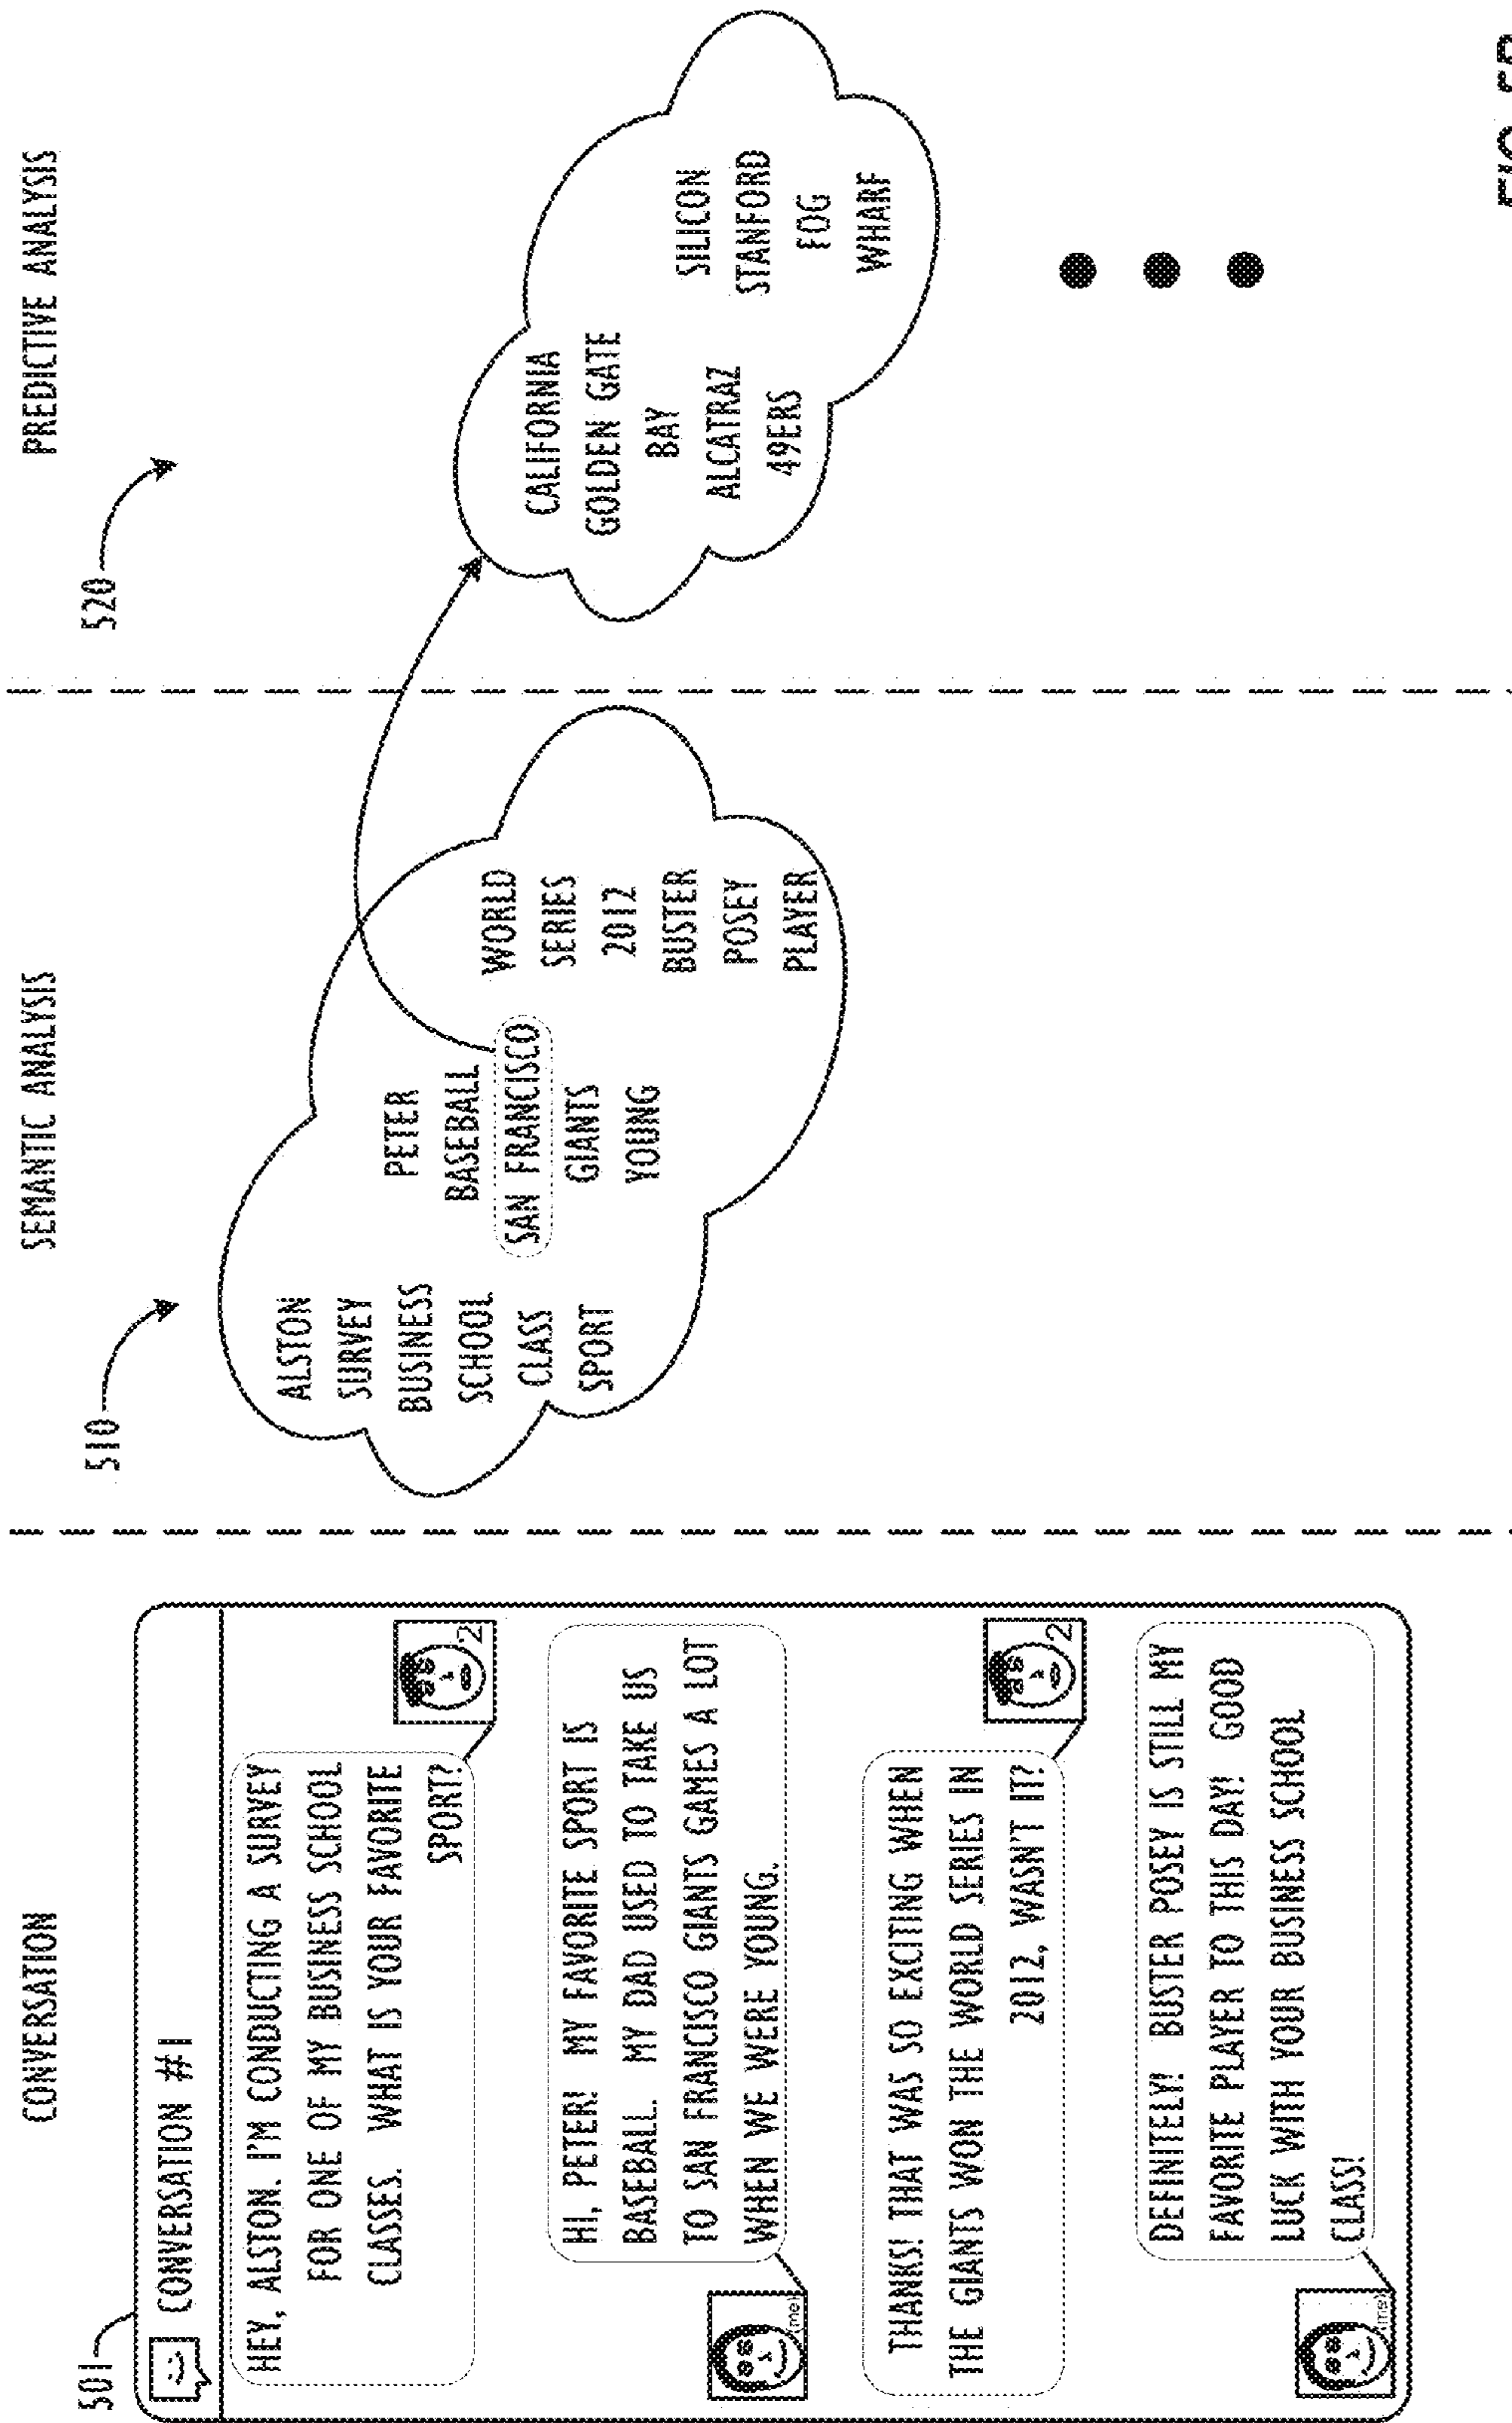 CONVERSATION
501
CONVERSATION #1
HEY, ALSTON. I'M CONDUCTING A SURVEY
FOR ONE OF MY BUSINESS SCHOOL
CLASSES. WHAT IS YOUR FAVORITE
SPORT?
2
HI, PETER! MY FAVORITE SPORT IS
BASEBALL. MY DAD USED TO TAKE US
TO SAN FRANCISCO GIANTS GAMES A LOT
WHEN WE WERE YOUNG.
(me)
THANKS! THAT WAS SO EXCITING WHEN
THE GIANTS WON THE WORLD SERIES IN
2012, WASN'T IT?
2
DEFINITELY! BUSTER POSEY IS STILL MY
FAVORITE PLAYER TO THIS DAY! GOOD
LUCK WITH YOUR BUSINESS SCHOOL
CLASS!
(me)
SEMANTIC ANALYSIS
510
ALSTON
SURVEY
BUSINESS
SCHOOL
CLASS
SPORT
PETER
BASEBALL
SAN FRANCISCO
GIANTS
YOUNG
WORLD
SERIES
2012
BUSTER
POSEY
PLAYER
PREDICTIVE ANALYSIS
520
CALIFORNIA
GOLDEN GATE
BAY
ALCATRAZ
49ERS
SILICON
STANFORD
FOG
WHARF